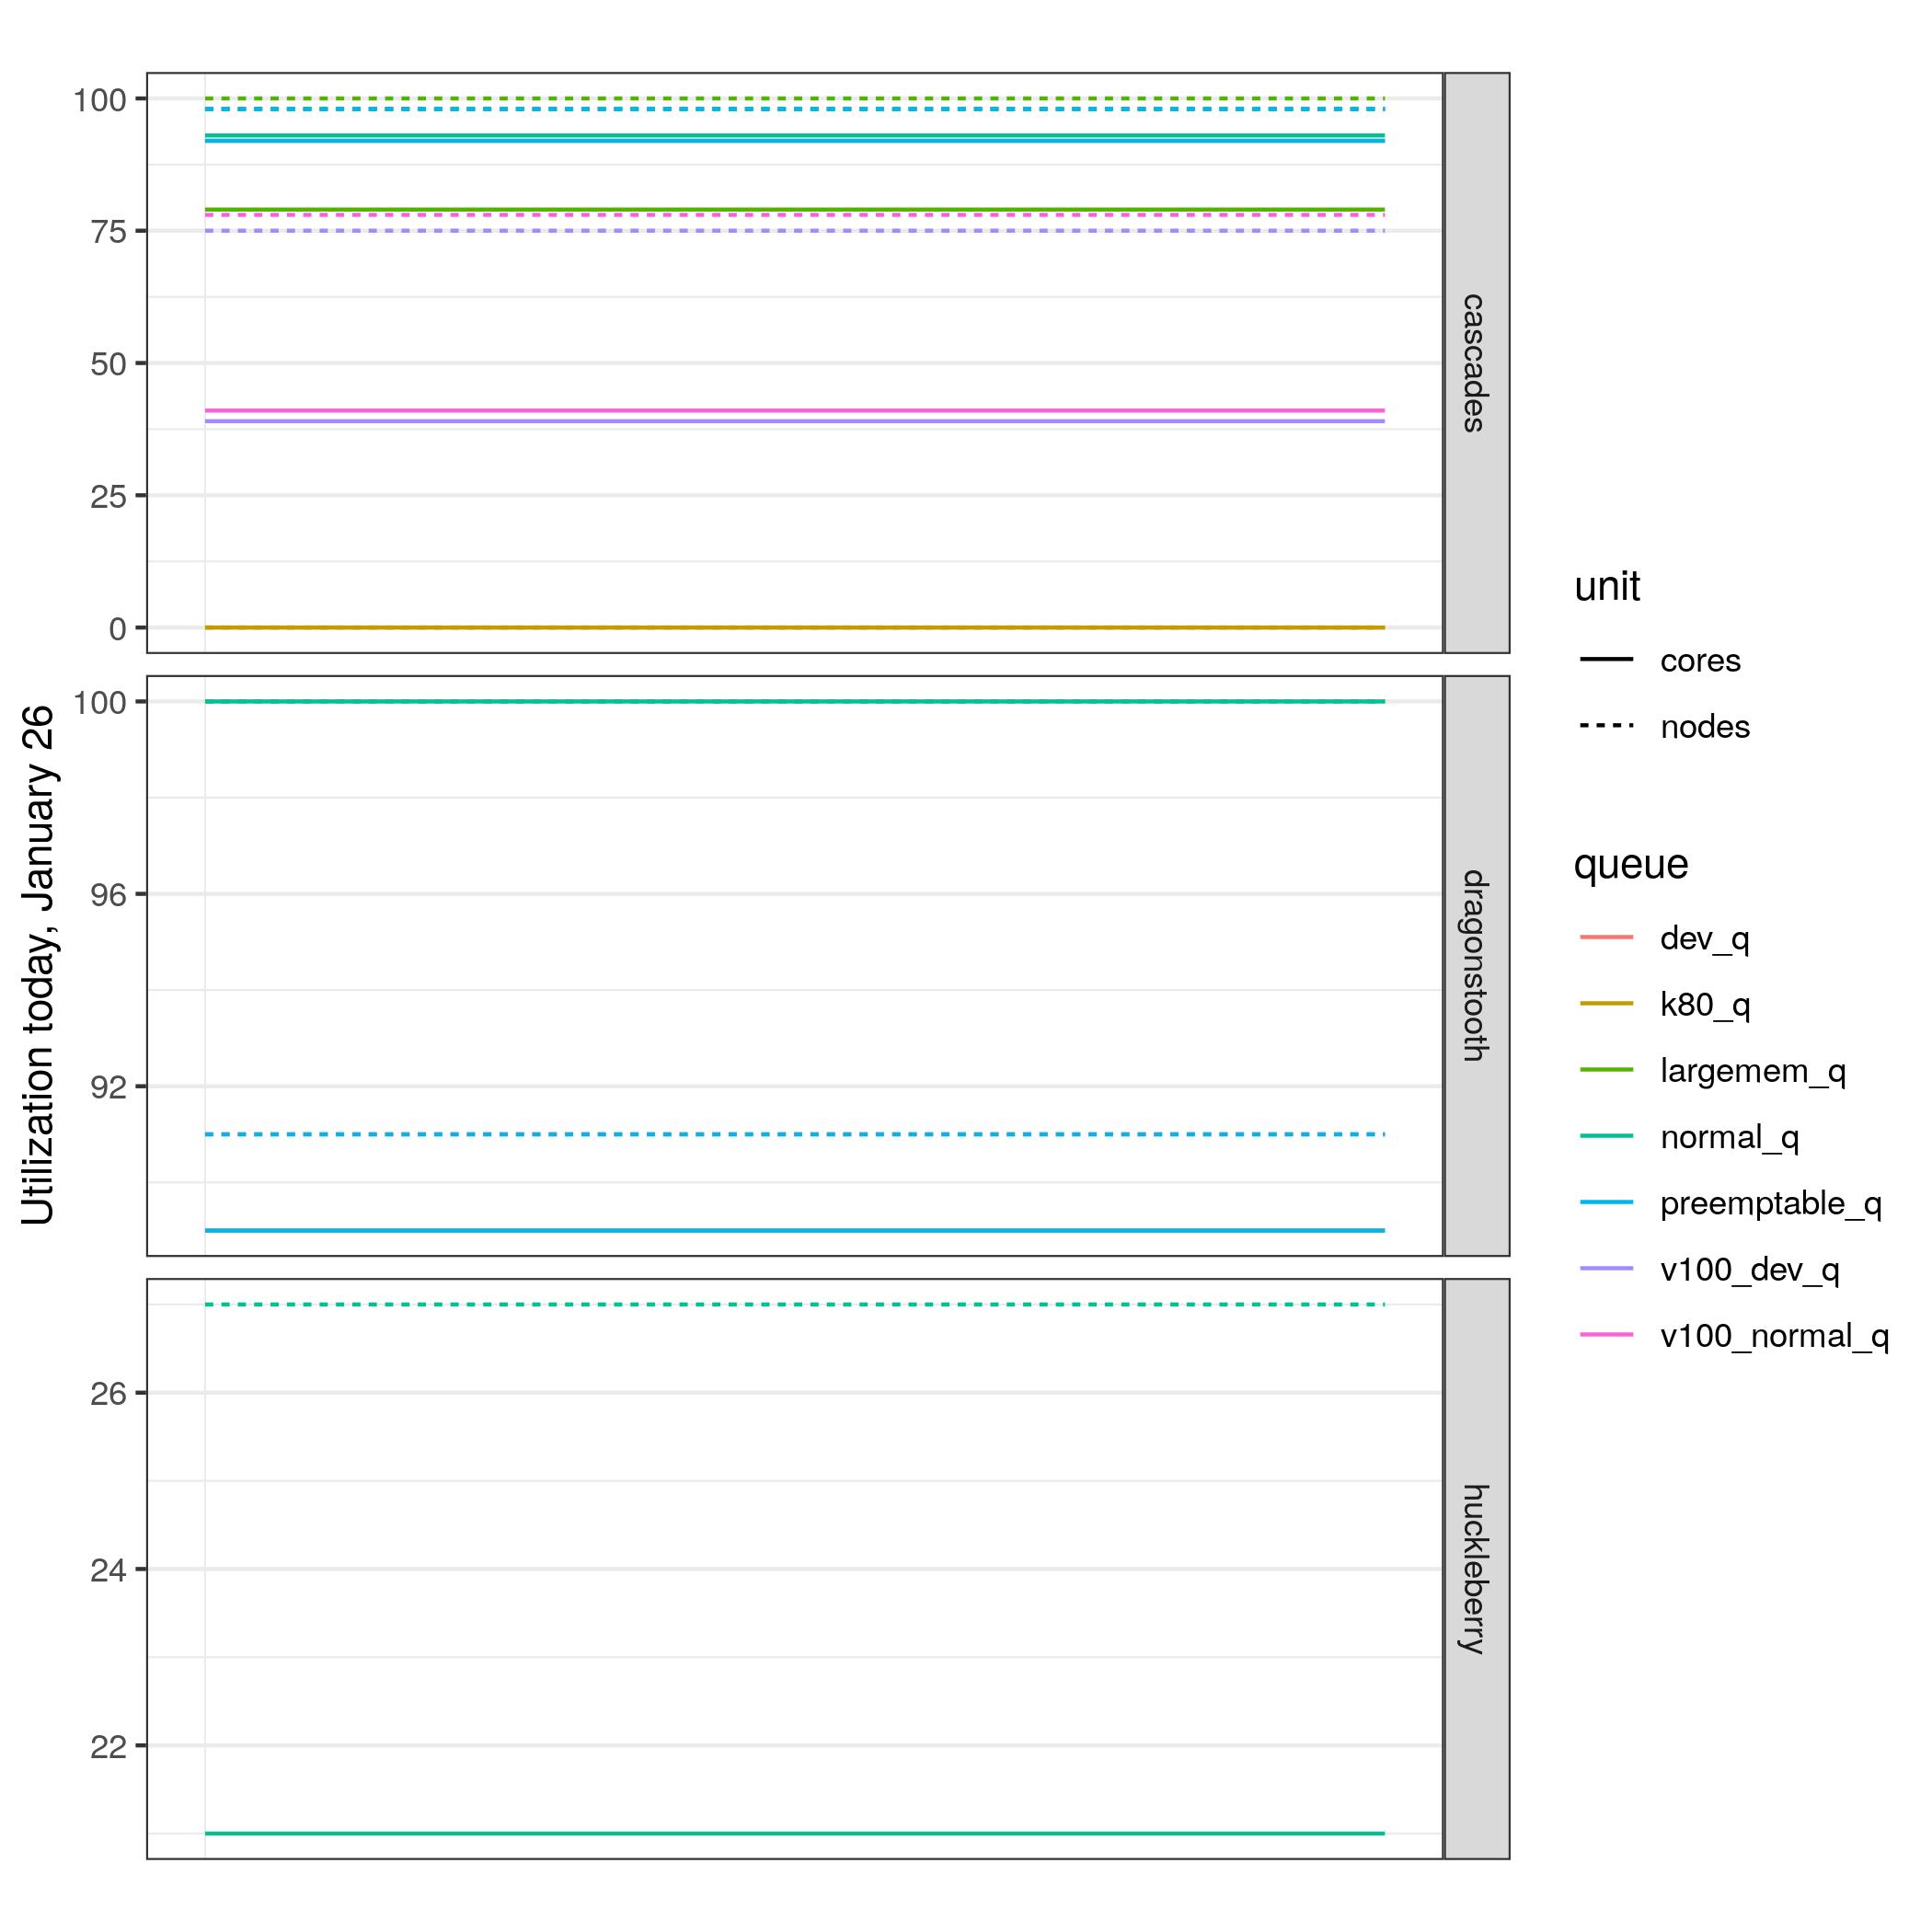 Utilization today, January 26
100
75
50
25
0
cascades
100
96
92
dragonstooth
26
24
22
huckleberry
unit
cores
nodes
queue
dev_q
k80_q
largemem_q
normal_q
preemptable_q
v100_dev_q
v100_normal_q